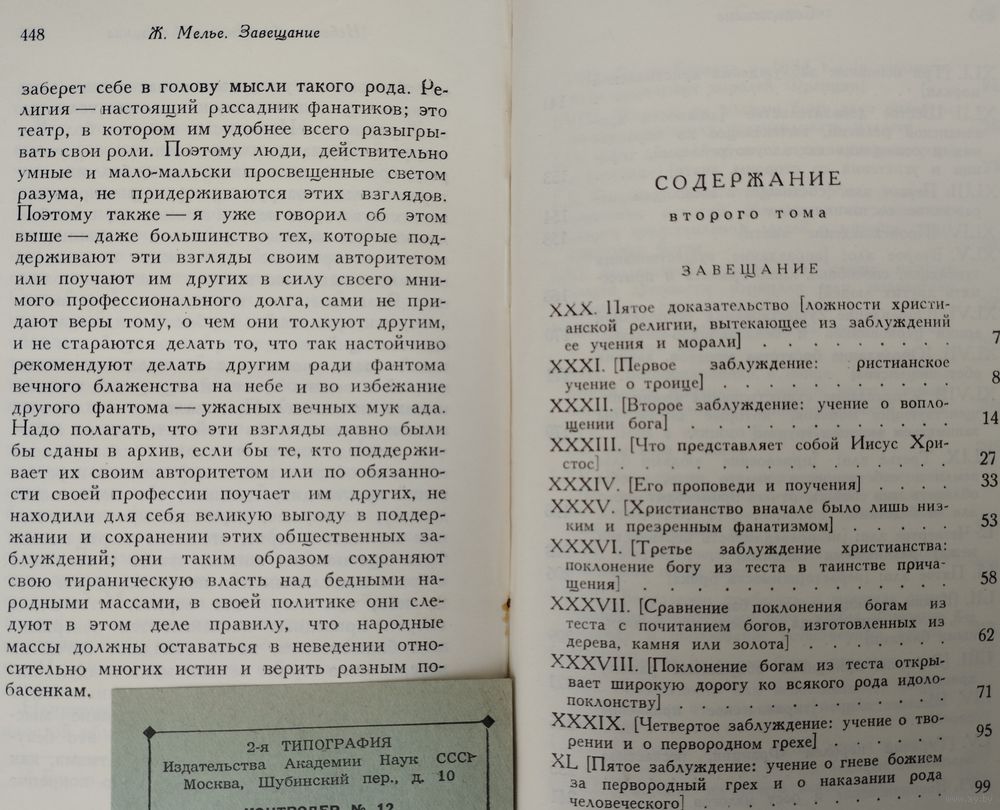 448
Ж. Мелье. Завещание
заберет себе в голову мысли такого рода. Ре-
лигия — настоящий рассадник фанатиков; это
театр, в котором им удобнее всего разыгры-
вать свои роли. Поэтому люди, действительно
умные и мало-мальски просвещенные светом
разума, не придерживаются этих взглядов.
Поэтому также — я уже говорил об этом
выше — даже большинство тех, которые под-
держивают эти взгляды своим авторитетом
или поучают им других в силу своего мни-
мого профессионального долга, сами не при-
дают веры тому, о чем они толкуют другим,
и не стараются делать то, что так настойчиво
рекомендуют делать другим ради фантома
вечного блаженства на небе и во избежание
другого фантома — ужасных вечных мук ада.
Надо полагать, что эти взгляды давно были
бы сданы в архив, если бы те, кто поддержи-
вает их своим авторитетом или по обязанно-
сти своей профессии поучает им других, не
находили для себя великую выгоду в поддер-
жании и сохранении этих общественных за-
блуждений; они таким образом сохраняют
свою тираническую власть над бедными на-
родными массами, в своей политике они сле-
дуют в этом деле правилу, что народные
массы должны оставаться в неведении отно-
сительно многих истин и верить разным по-
басенкам.
2-я ТИПОГРАФИЯ
Издательства Академии Наук СССР
Москва, Шубинский пер., д. 10
КОНТРОЛЕР № 12
СОДЕРЖАНИЕ
второго тома
ЗАВЕЩАНИЕ
XXX. Пятое доказательство [ложности христи-
анской религии, вытекающее из заблуждений
ее учения и морали] . . . . . . . . 7
XXXI. [Первое заблуждение: ристианское
учение о троице] . . . . . . . . . . 8
XXXII. [Второе заблуждение: учение о вопло-
щении бога] . . . . . . . . . . . 14
XXXIII. [Что представляет собой Иисус Хри-
стос] . . . . . . . . . . . . . . 27
XXXIV. [Его проповеди и поучения] . . . . 33
XXXV. [Христианство вначале было лишь низ-
ким и презренным фанатизмом] . . . . . 53
XXXVI. [Третье заблуждение христианства:
поклонение богу из теста в таинстве прича-
щения] . . . . . . . . . . . . . 58
XXXVII. [Сравнение поклонения богам из
теста с почитанием богов, изготовленных из
дерева, камня или золота] . . . . . . 62
XXXVIII. [Поклонение богам из теста откры-
вает широкую дорогу ко всякого рода идоло-
поклонству] . . . . . . . . . . . 71
XXXIX. [Четвертое заблуждение: учение о тво-
рении и о первородном грехе] . . . . . . 95
XL [Пятое заблуждение: учение о гневе божием
за первородный грех и о наказании рода
человеческого] . . . . . . . . . . . 99